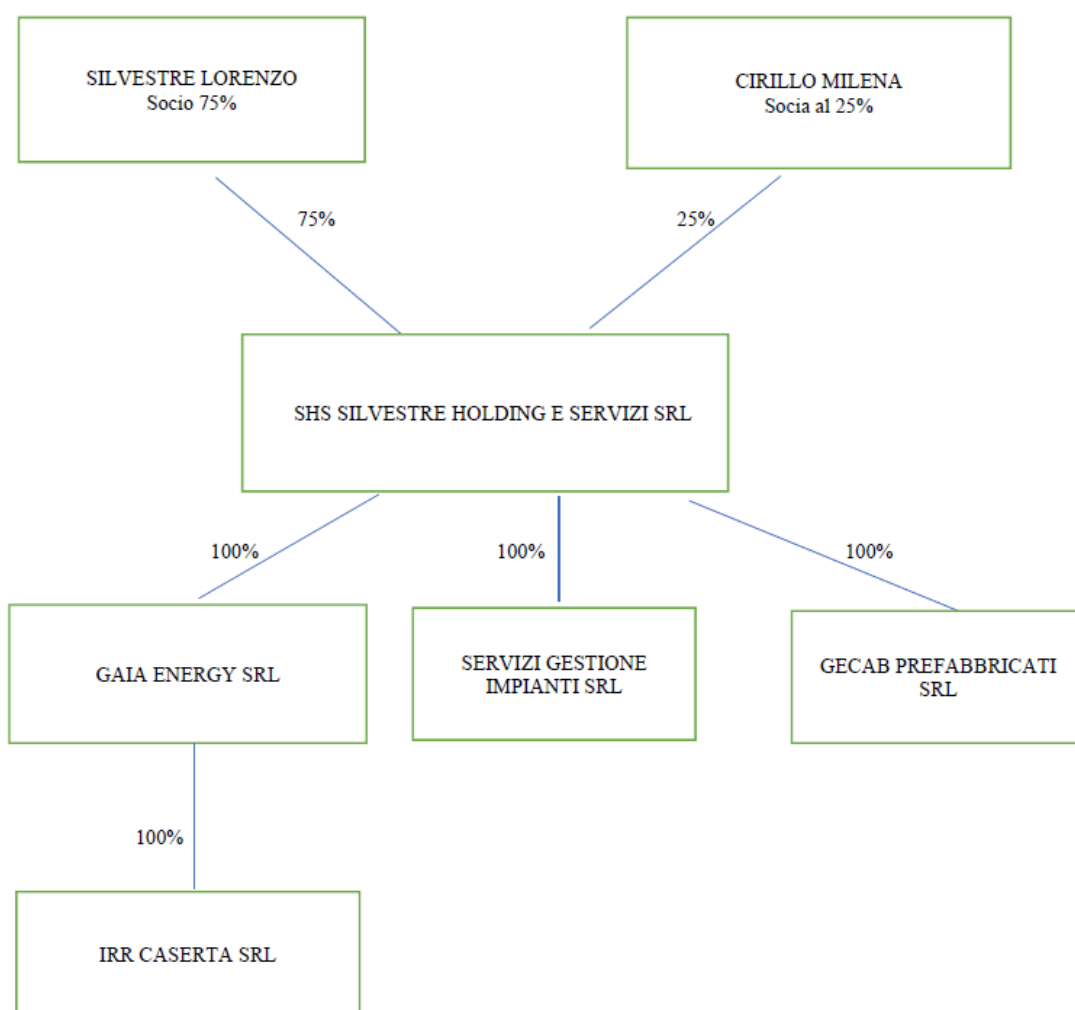 SILVESTRE LORENZO
Socio 75%
CIRILLO MILENA
Socia al 25%
75%
25%
SHS SILVESTRE HOLDING E SERVIZI SRL
100%
100%
100%
GAIA ENERGY SRL
SERVIZI GESTIONE
IMPIANTI SRL
GECAB PREFABBRICATI
SRL
100%
IRR CASERTA SRL